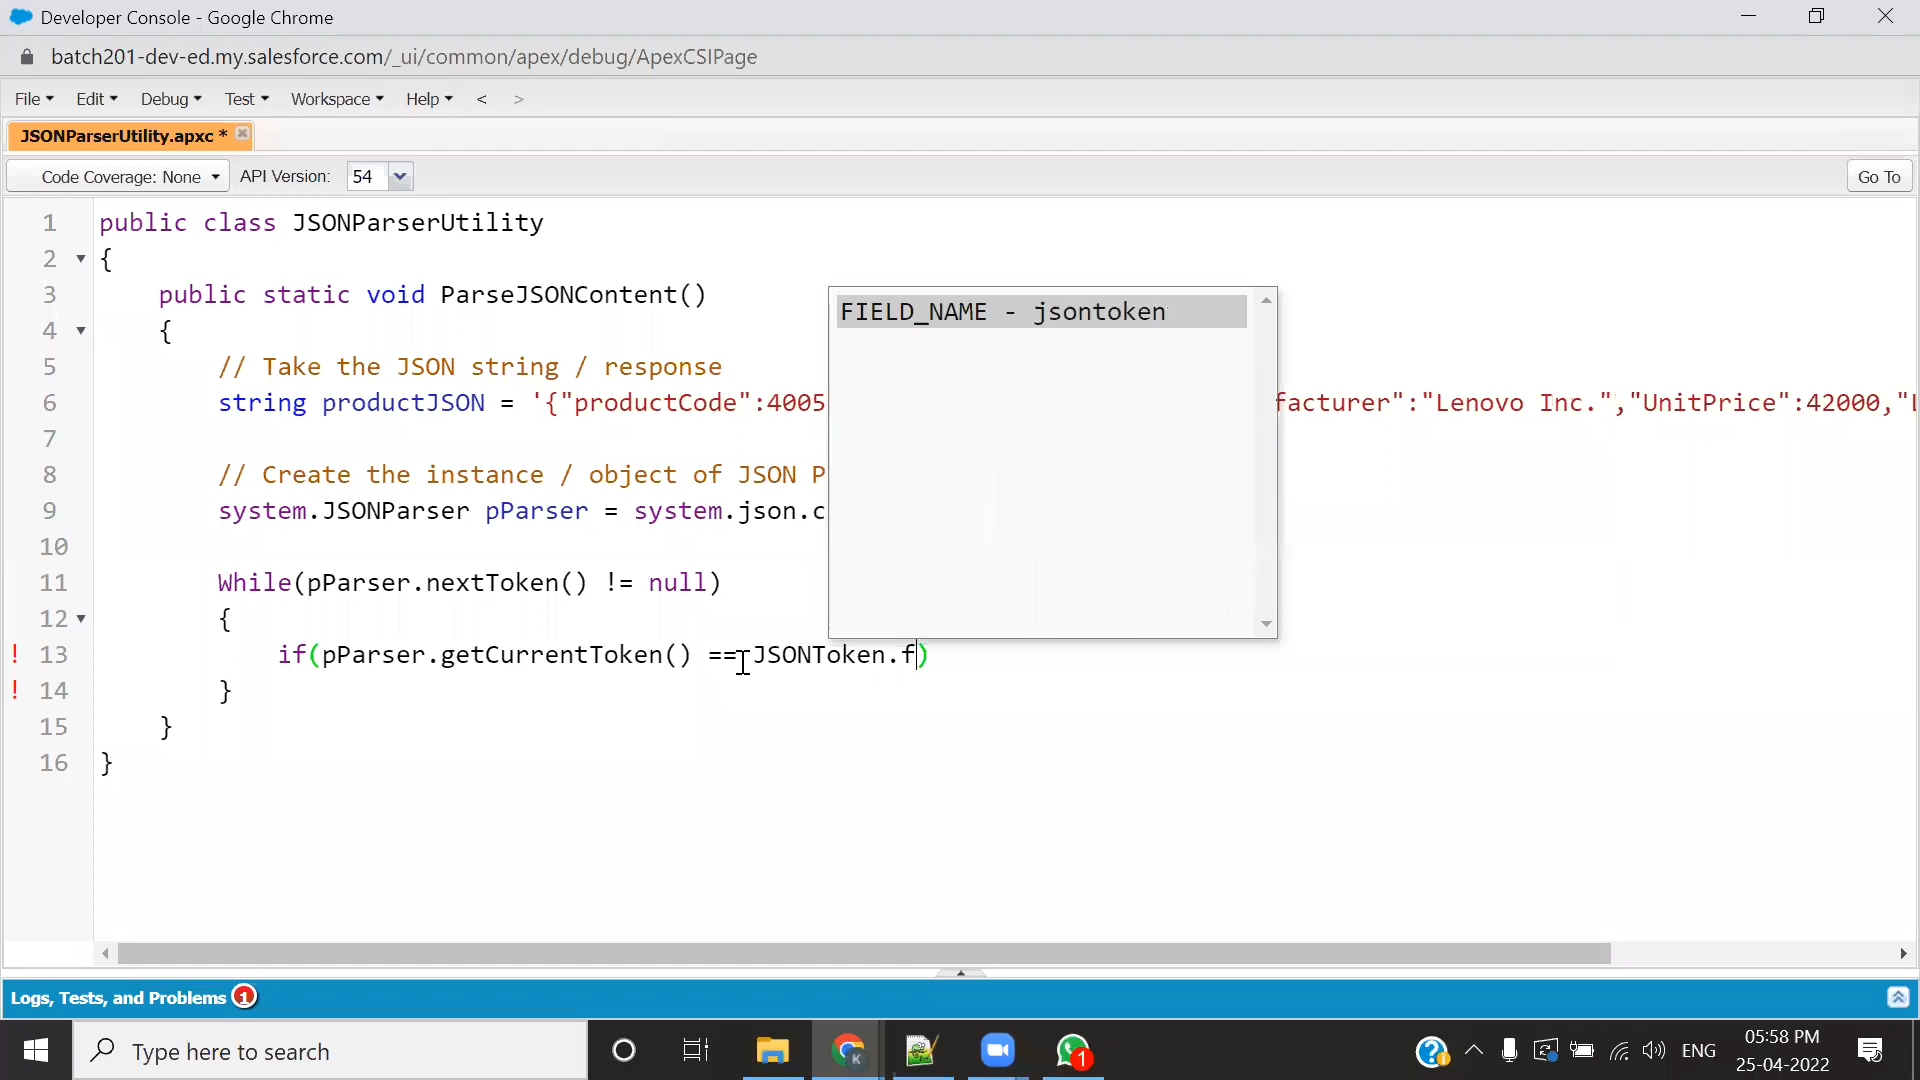 Developer Console - Google Chrome
batch201-dev-ed.my.salesforce.com/_ui/common/apex/debug/ApexCSIPage
File Edit Debug Test Workspace Help < >
JSONParserUtility.apxc *
Code Coverage: None API Version: 54 Go To
1 public class JSONParserUtility
2 {
3 public static void ParseJSONContent()
4 {
5 // Take the JSON string / response
6 string productJSON = '{"productCode":4005 facturer":"Lenovo Inc.","UnitPrice":42000,"
7
8 // Create the instance / object of JSON P
9 system.JSONParser pParser = system.json.c
10
11 While(pParser.nextToken() != null)
12 {
! 13 if(pParser.getCurrentToken() == JSONToken.f)
! 14 }
15 }
16 }
FIELD_NAME - jsontoken
Logs, Tests, and Problems 1
Type here to search
K
1
ENG
05:58 PM
25-04-2022